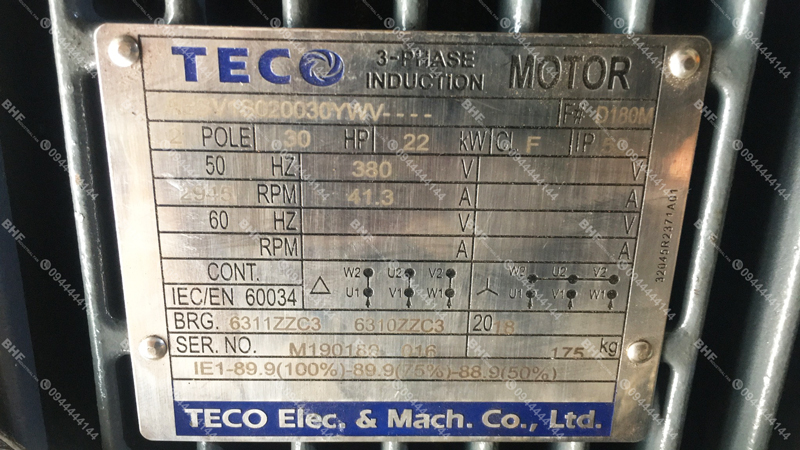 TECO 3-PHASE INDUCTION MOTOR
F# D180M
2 POLE 30 HP 22 kW CL F IP
50 HZ 380 V V
RPM 41.3 A A
60 HZ V V
RPM A A
CONT. W2 U2 V2 W2 U2 V2
IEC/EN 60034 U1 V1 W1 U1 V1 W1
BRG. 6311ZZC3 6310ZZC3 2018
SER. NO. 016 175 kg
IE1-89.9(100%)-89.9(75%)-88.9(50%)
TECO Elec. & Mach. Co., Ltd.
32045R2371A01
BHF 0944444144